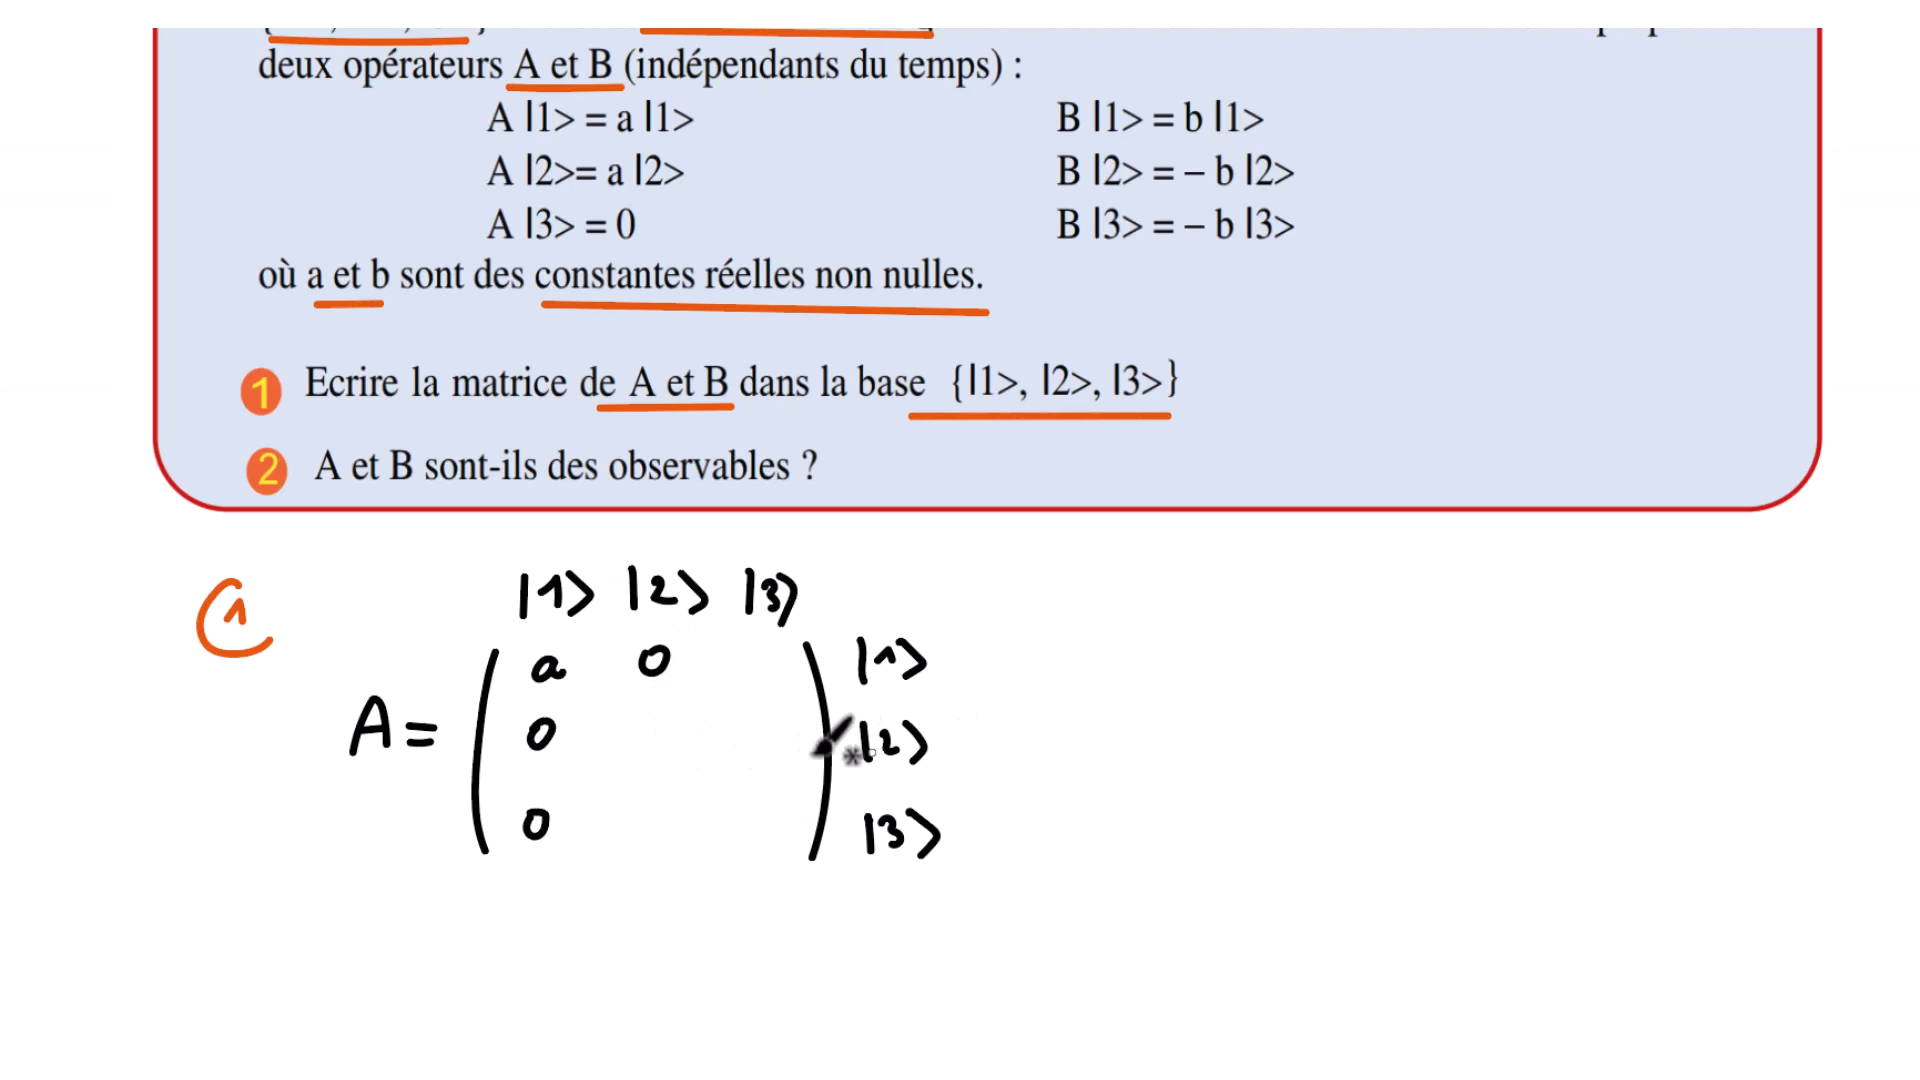 deux opérateurs A et B (indépendants du temps) :
A |1> = a |1> B |1> = b |1>
A |2>= a |2> B |2> = – b |2>
A |3> = 0 B |3> = – b |3>
où a et b sont des constantes réelles non nulles.
1 Ecrire la matrice de A et B dans la base {|1>, |2>, |3>}
2 A et B sont-ils des observables ?
1 |1> |2> |3>
a 0 |1>
A = 0 |2>
0 |3>